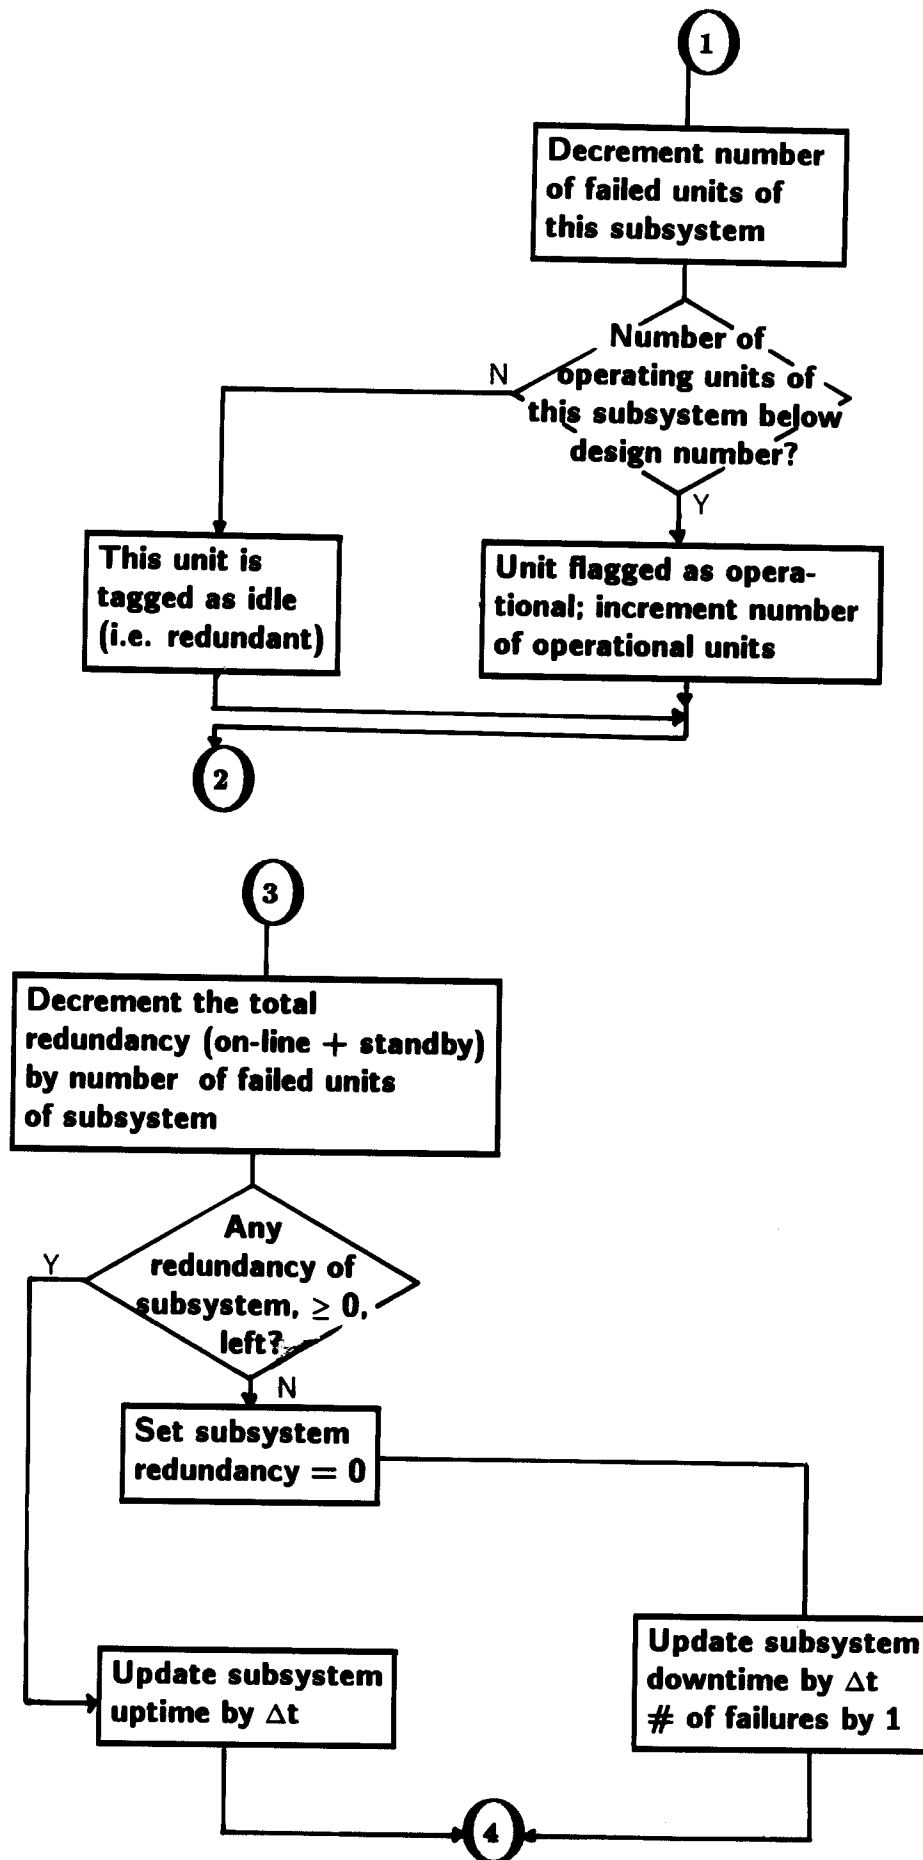 1
Decrement number
of failed units of
this subsystem
Number of
operating units of
this subsystem below
design number?
N
Y
This unit is
tagged as idle
(i.e. redundant)
Unit flagged as opera-
tional; increment number
of operational units
2
3
Decrement the total
redundancy (on-line + standby)
by number of failed units
of subsystem
Any
redundancy of
subsystem, ≥ 0,
left?
Y
N
Set subsystem
redundancy = 0
Update subsystem
uptime by Δt
Update subsystem
downtime by Δt
# of failures by 1
4